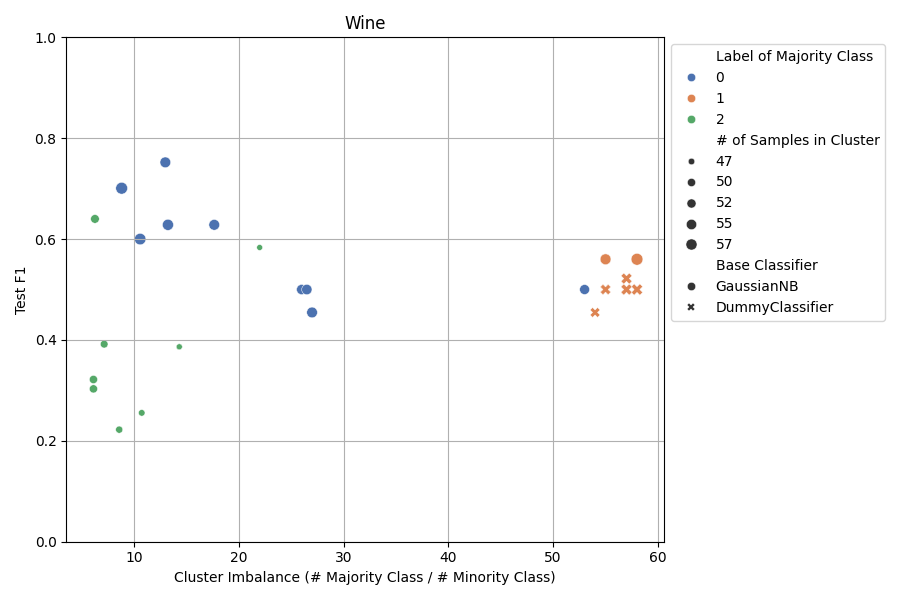 Wine
1.0
0.8
0.6
0.4
0.2
0.0
Test F1
10
20
30
40
50
60
Cluster Imbalance (# Majority Class / # Minority Class)
Label of Majority Class
0
1
2
# of Samples in Cluster
47
50
52
55
57
Base Classifier
GaussianNB
DummyClassifier